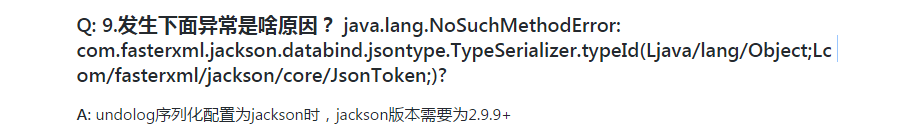 Q: 9.发生下面异常是啥原因？ java.lang.NoSuchMethodError:
com.fasterxml.jackson.databind.jsontype.TypeSerializer.typeId(Ljava/lang/Object;Lc
om/fasterxml/jackson/core/JsonToken;)?
A: undolog序列化配置为jackson时，jackson版本需要为2.9.9+